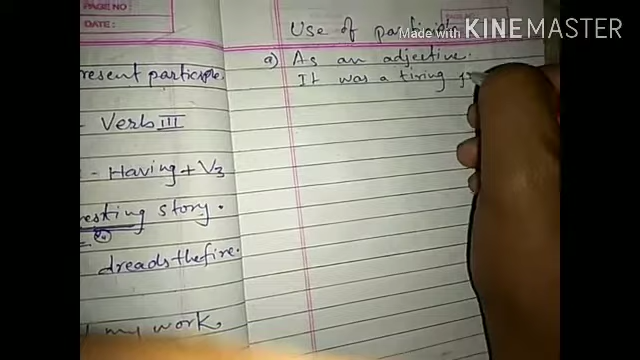 PAGE NO:
DATE:
resent participle.
- Verbs III
- Having + V3
resting story.
dreads the fire.
my work.
Use of
a) As an adjective.
It was a tiring
Made with KINEMASTER